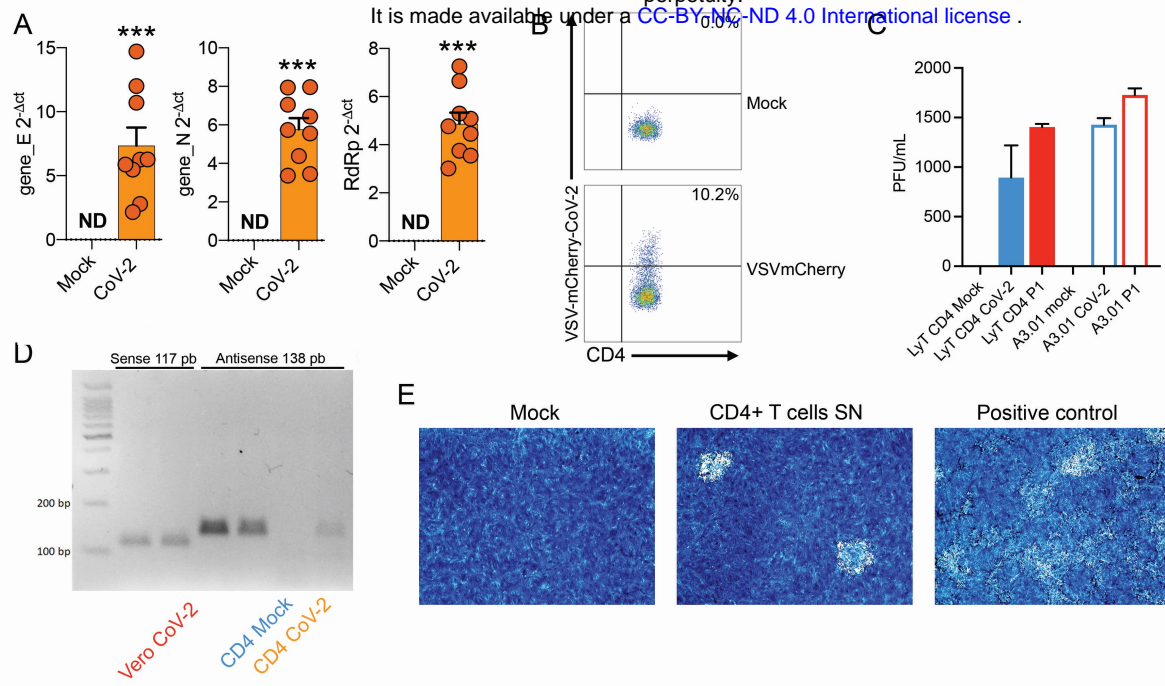 perpetuity.
It is made available under a CC-BY-NC-ND 4.0 International license .
A
***
gene_E 2-Δct
15
10
5
0
ND
Mock
CoV-2
***
gene_N 2-Δct
8
6
4
2
0
ND
Mock
CoV-2
***
RdRp 2-Δct
8
6
4
2
0
ND
Mock
CoV-2
B
0.0%
Mock
10.2%
VSVmCherry
VSV-mCherry-CoV-2
CD4
C
PFU/mL
2000
1500
1000
500
0
LyT CD4 Mock
LyT CD4 CoV-2
LyT CD4 P1
A3.01 mock
A3.01 CoV-2
A3.01 P1
D
Sense 117 pb
Antisense 138 pb
200 bp
100 bp
Vero CoV-2
CD4 Mock
CD4 CoV-2
E
Mock
CD4+ T cells SN
Positive control